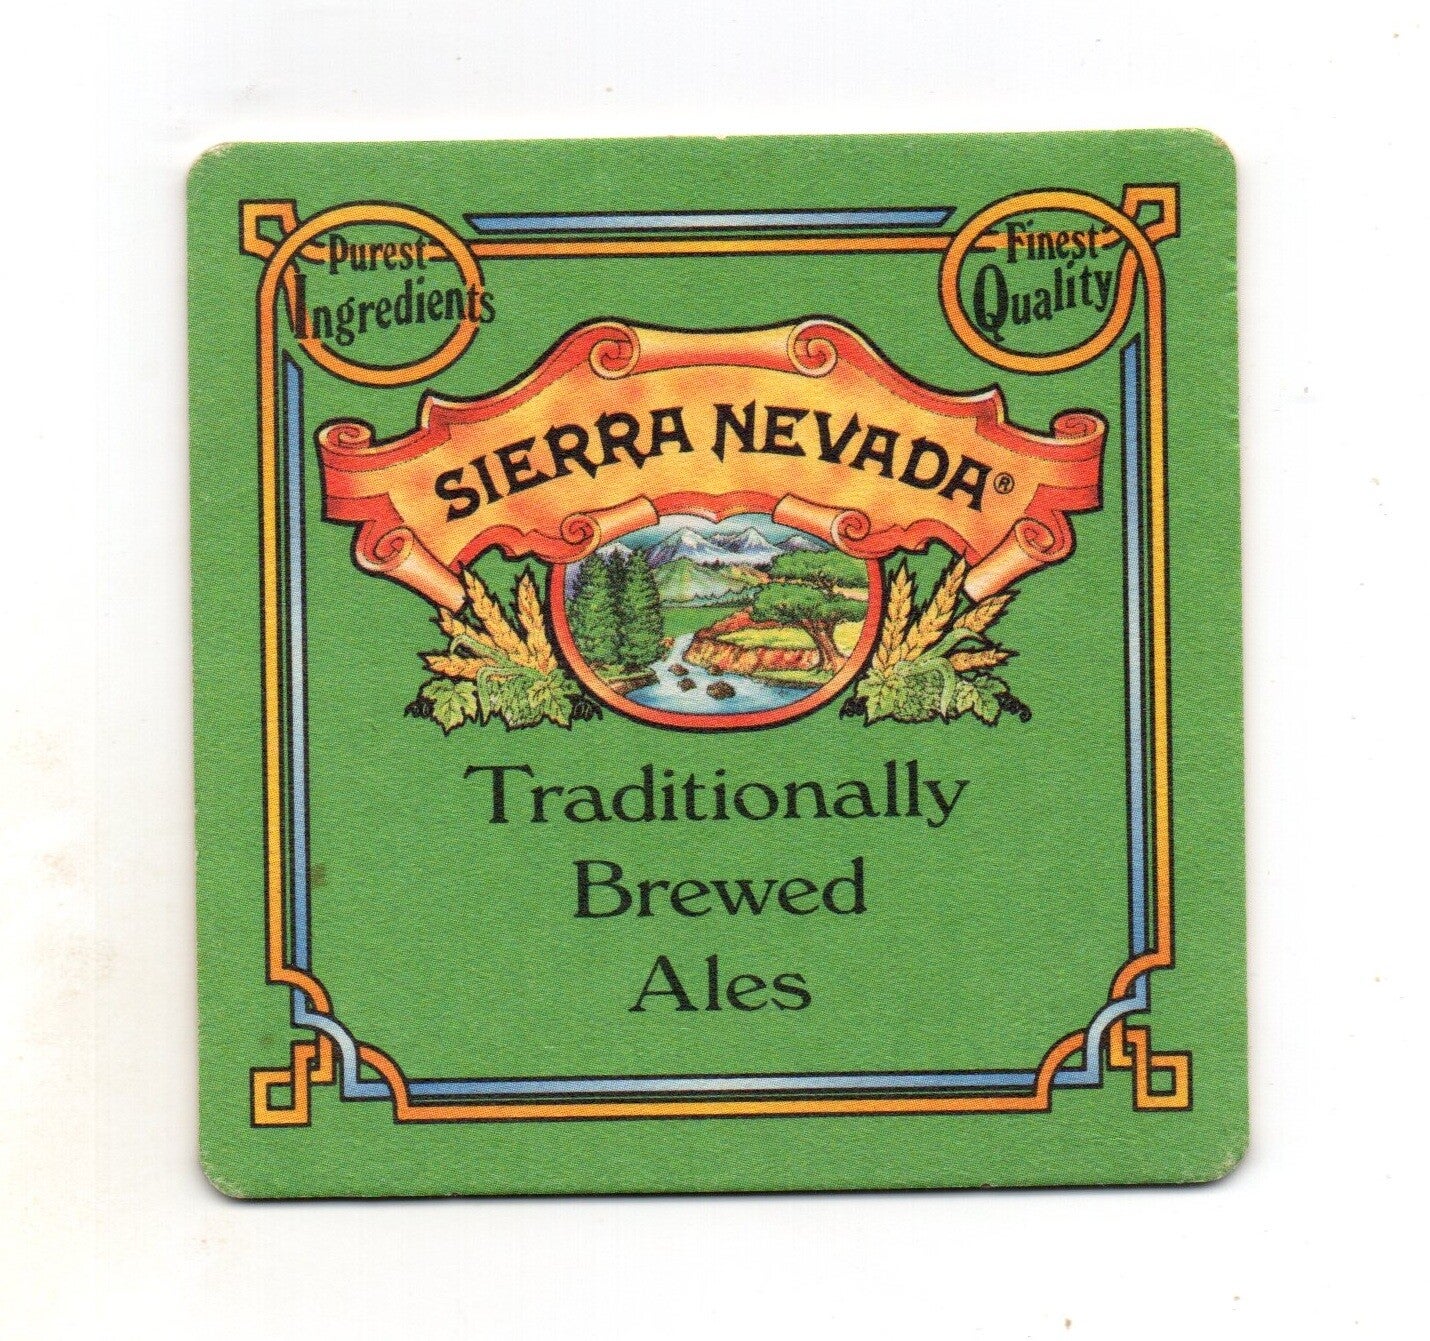 Purest
Ingredients
Finest
Quality
SIERRA NEVADA®
Traditionally
Brewed
Ales